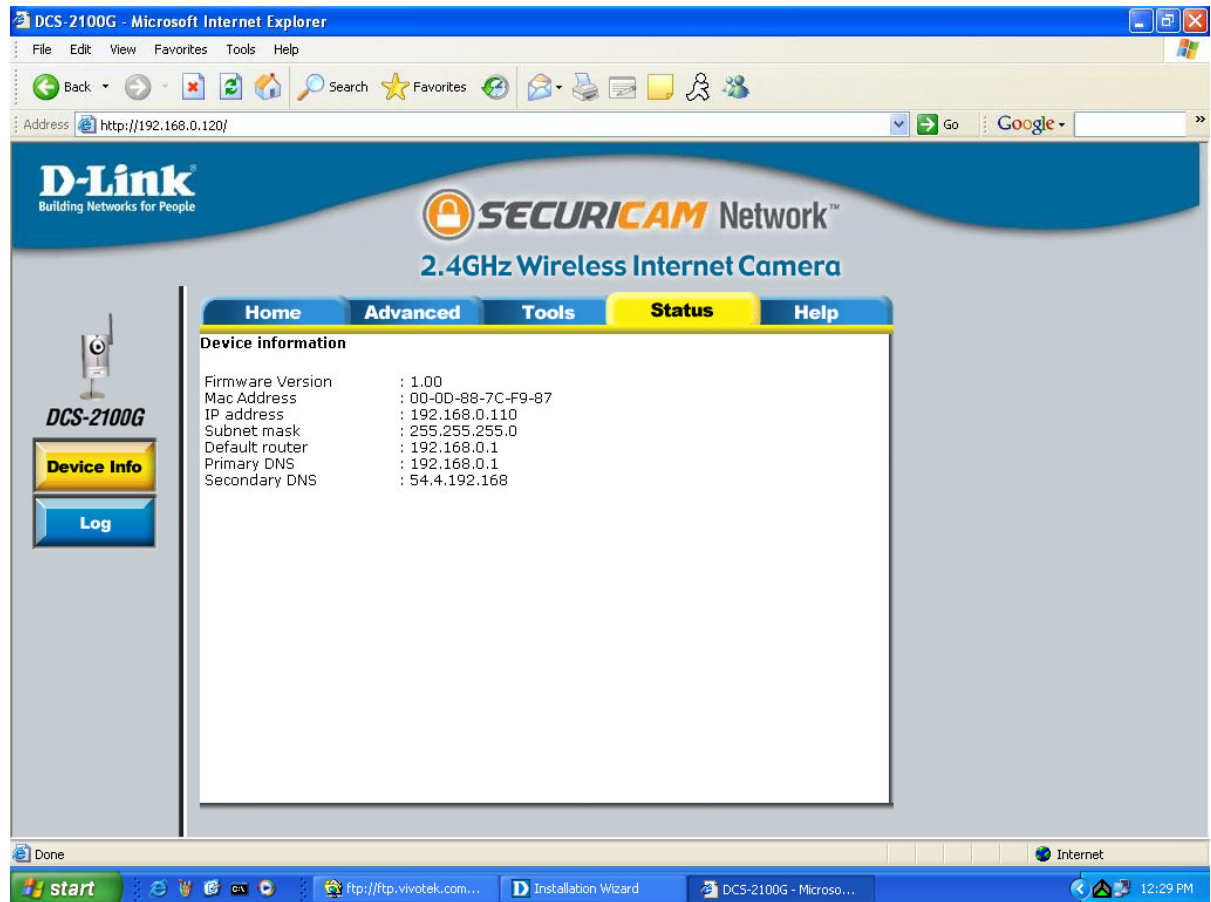 DCS-2100G - Microsoft Internet Explorer
File Edit View Favorites Tools Help
Back Search Favorites
Address http://192.168.0.120/ Go Google »
D-Link
Building Networks for People
SECURICAM Network™
2.4GHz Wireless Internet Camera
Home Advanced Tools Status Help
DCS-2100G
Device Info
Log
Device information
Firmware Version : 1.00
Mac Address : 00-0D-88-7C-F9-87
IP address : 192.168.0.110
Subnet mask : 255.255.255.0
Default router : 192.168.0.1
Primary DNS : 192.168.0.1
Secondary DNS : 54.4.192.168
Done Internet
start ftp://ftp.vivotek.com... Installation Wizard DCS-2100G - Microso... 12:29 PM